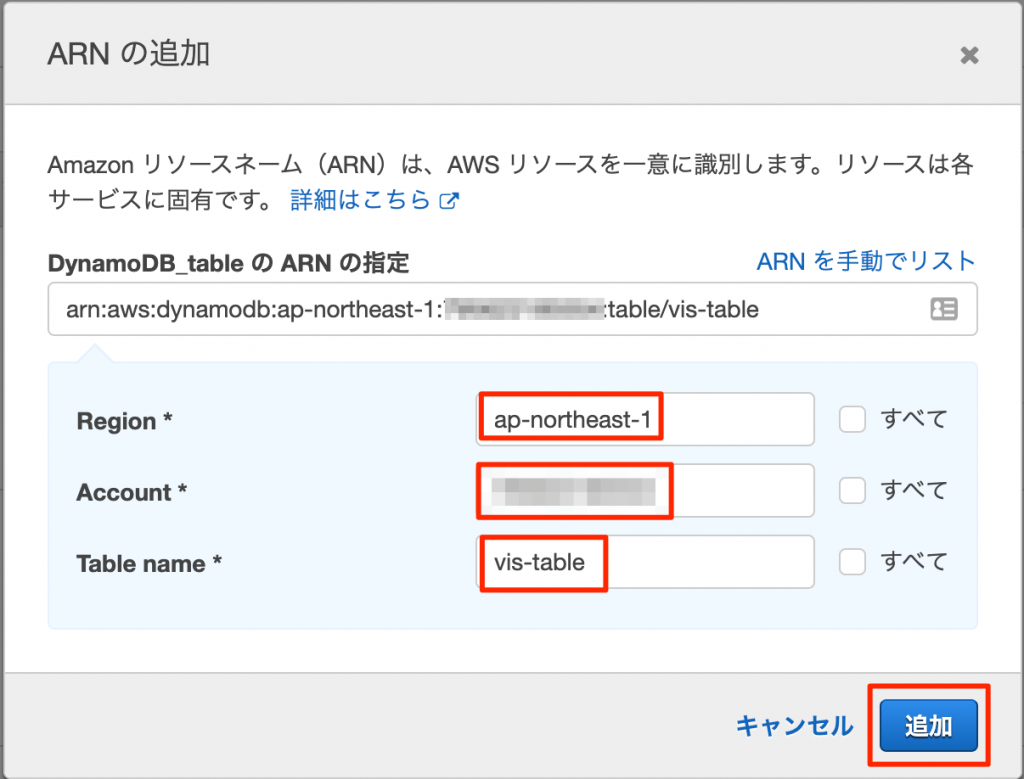 ARN の追加
Amazon リソースネーム（ARN）は、AWS リソースを一意に識別します。リソースは各
サービスに固有です。 詳細はこちら
DynamoDB_table の ARN の指定 ARN を手動でリスト
arn:aws:dynamodb:ap-northeast-1: :table/vis-table
Region * ap-northeast-1 すべて
Account * すべて
Table name * vis-table すべて
キャンセル 追加